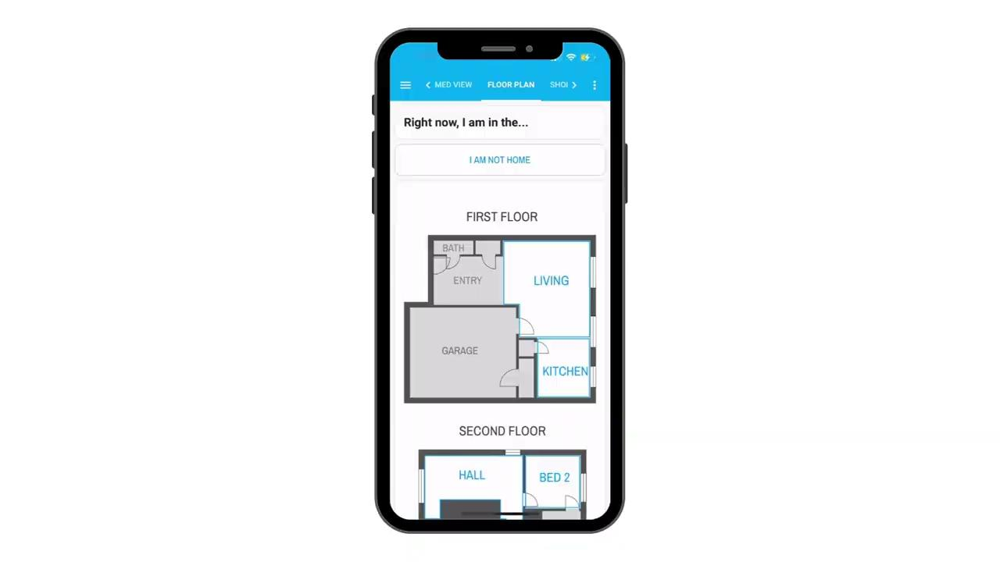 MED VIEW FLOOR PLAN SHO
Right now, I am in the...
I AM NOT HOME
FIRST FLOOR
BATH
ENTRY
LIVING
GARAGE
KITCHEN
SECOND FLOOR
HALL
BED 2